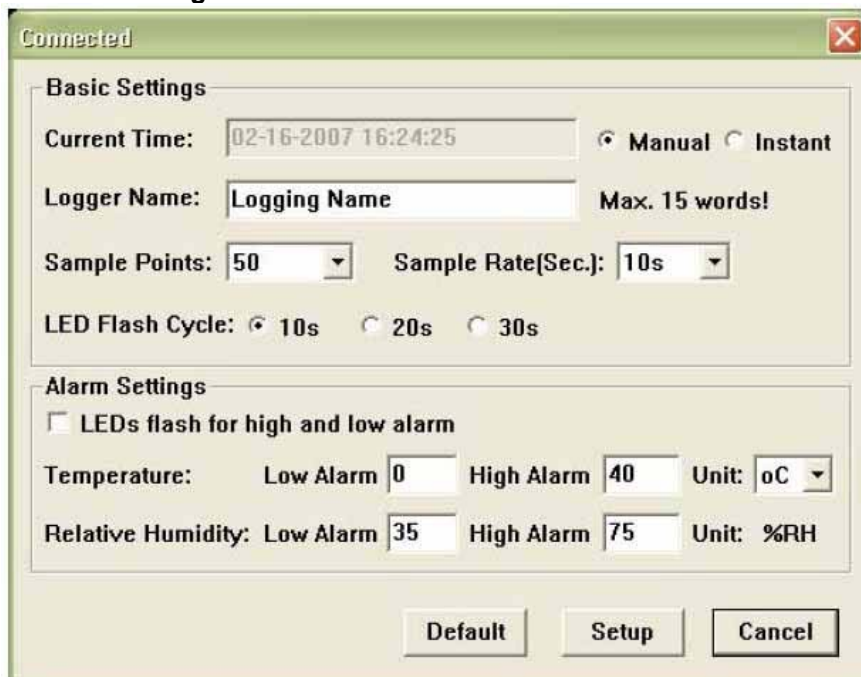 Connected
Basic Settings
Current Time: 02-16-2007 16:24:25 Manual Instant
Logger Name: Logging Name Max. 15 words!
Sample Points: 50 Sample Rate(Sec.): 10s
LED Flash Cycle: 10s 20s 30s
Alarm Settings
LEDs flash for high and low alarm
Temperature: Low Alarm 0 High Alarm 40 Unit: oC
Relative Humidity: Low Alarm 35 High Alarm 75 Unit: %RH
Default Setup Cancel